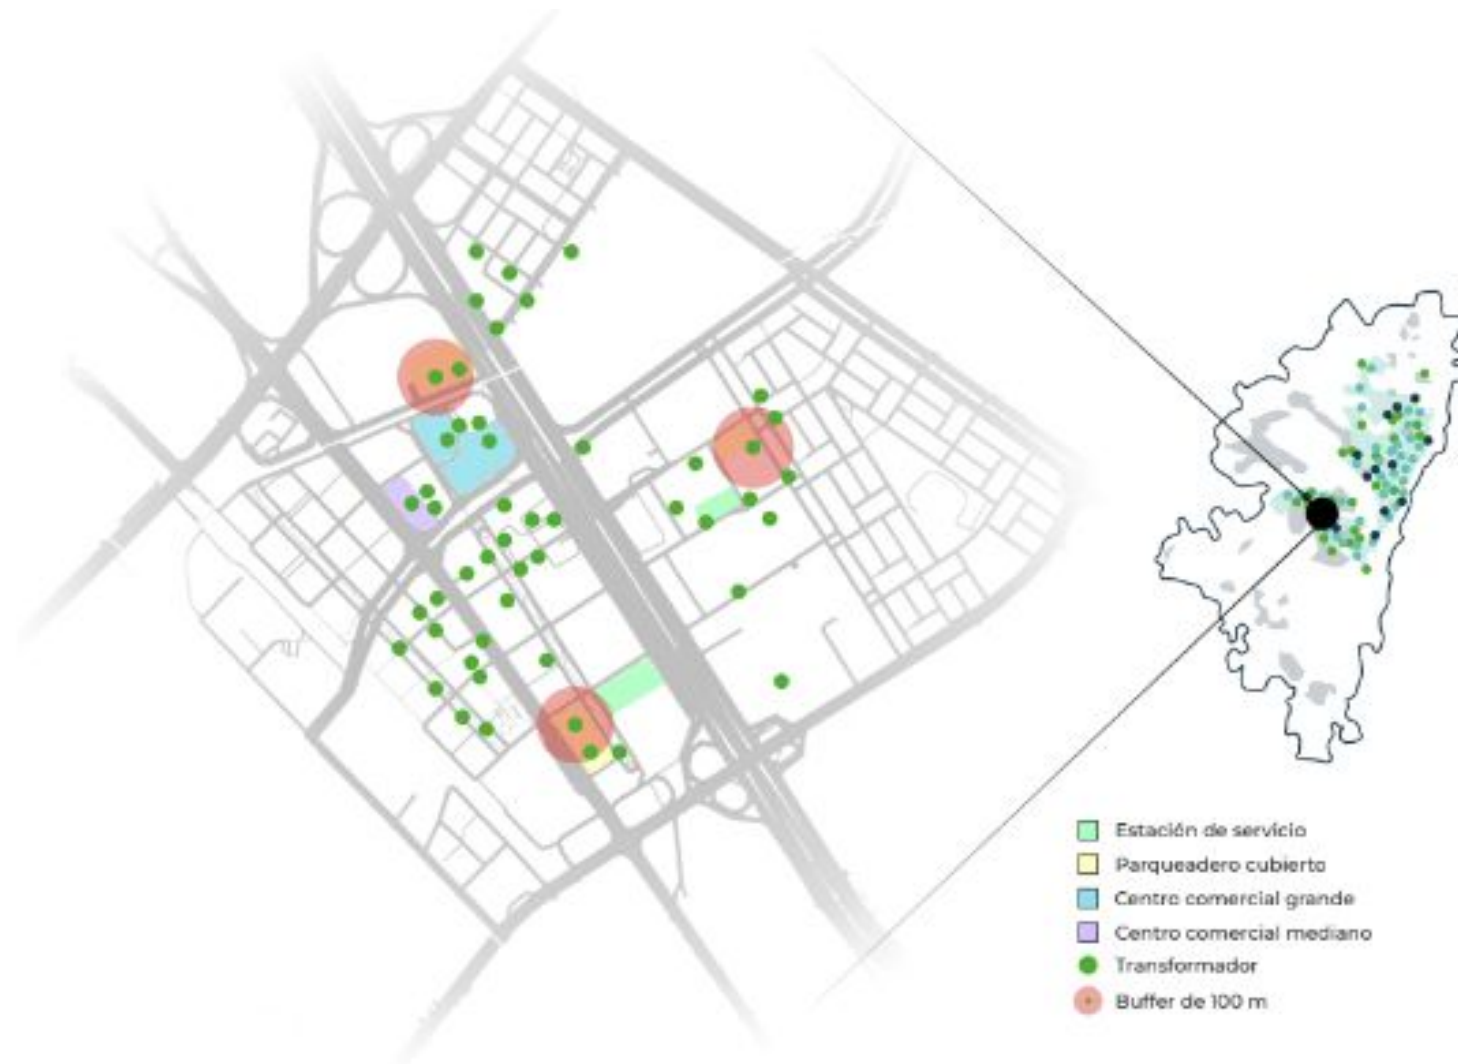 Estación de servicio
Parqueadero cubierto
Centro comercial grande
Centro comercial mediano
Transformador
Buffer de 100 m